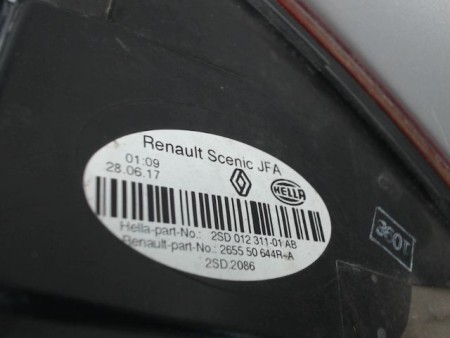 Renault Scenic JFA
01:09
28.06.17
HELLA
Hella-part-No.: 2SD 012 311-01 AB
Renault-part-No.: 2655 50 644R--A
2SD.2086